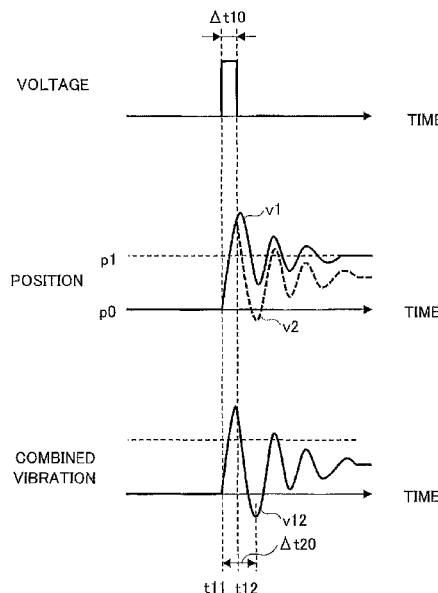 Δt10
VOLTAGE
TIME
v1
p1
POSITION
p0
TIME
v2
COMBINED
VIBRATION
TIME
v12
Δt20
t11 t12